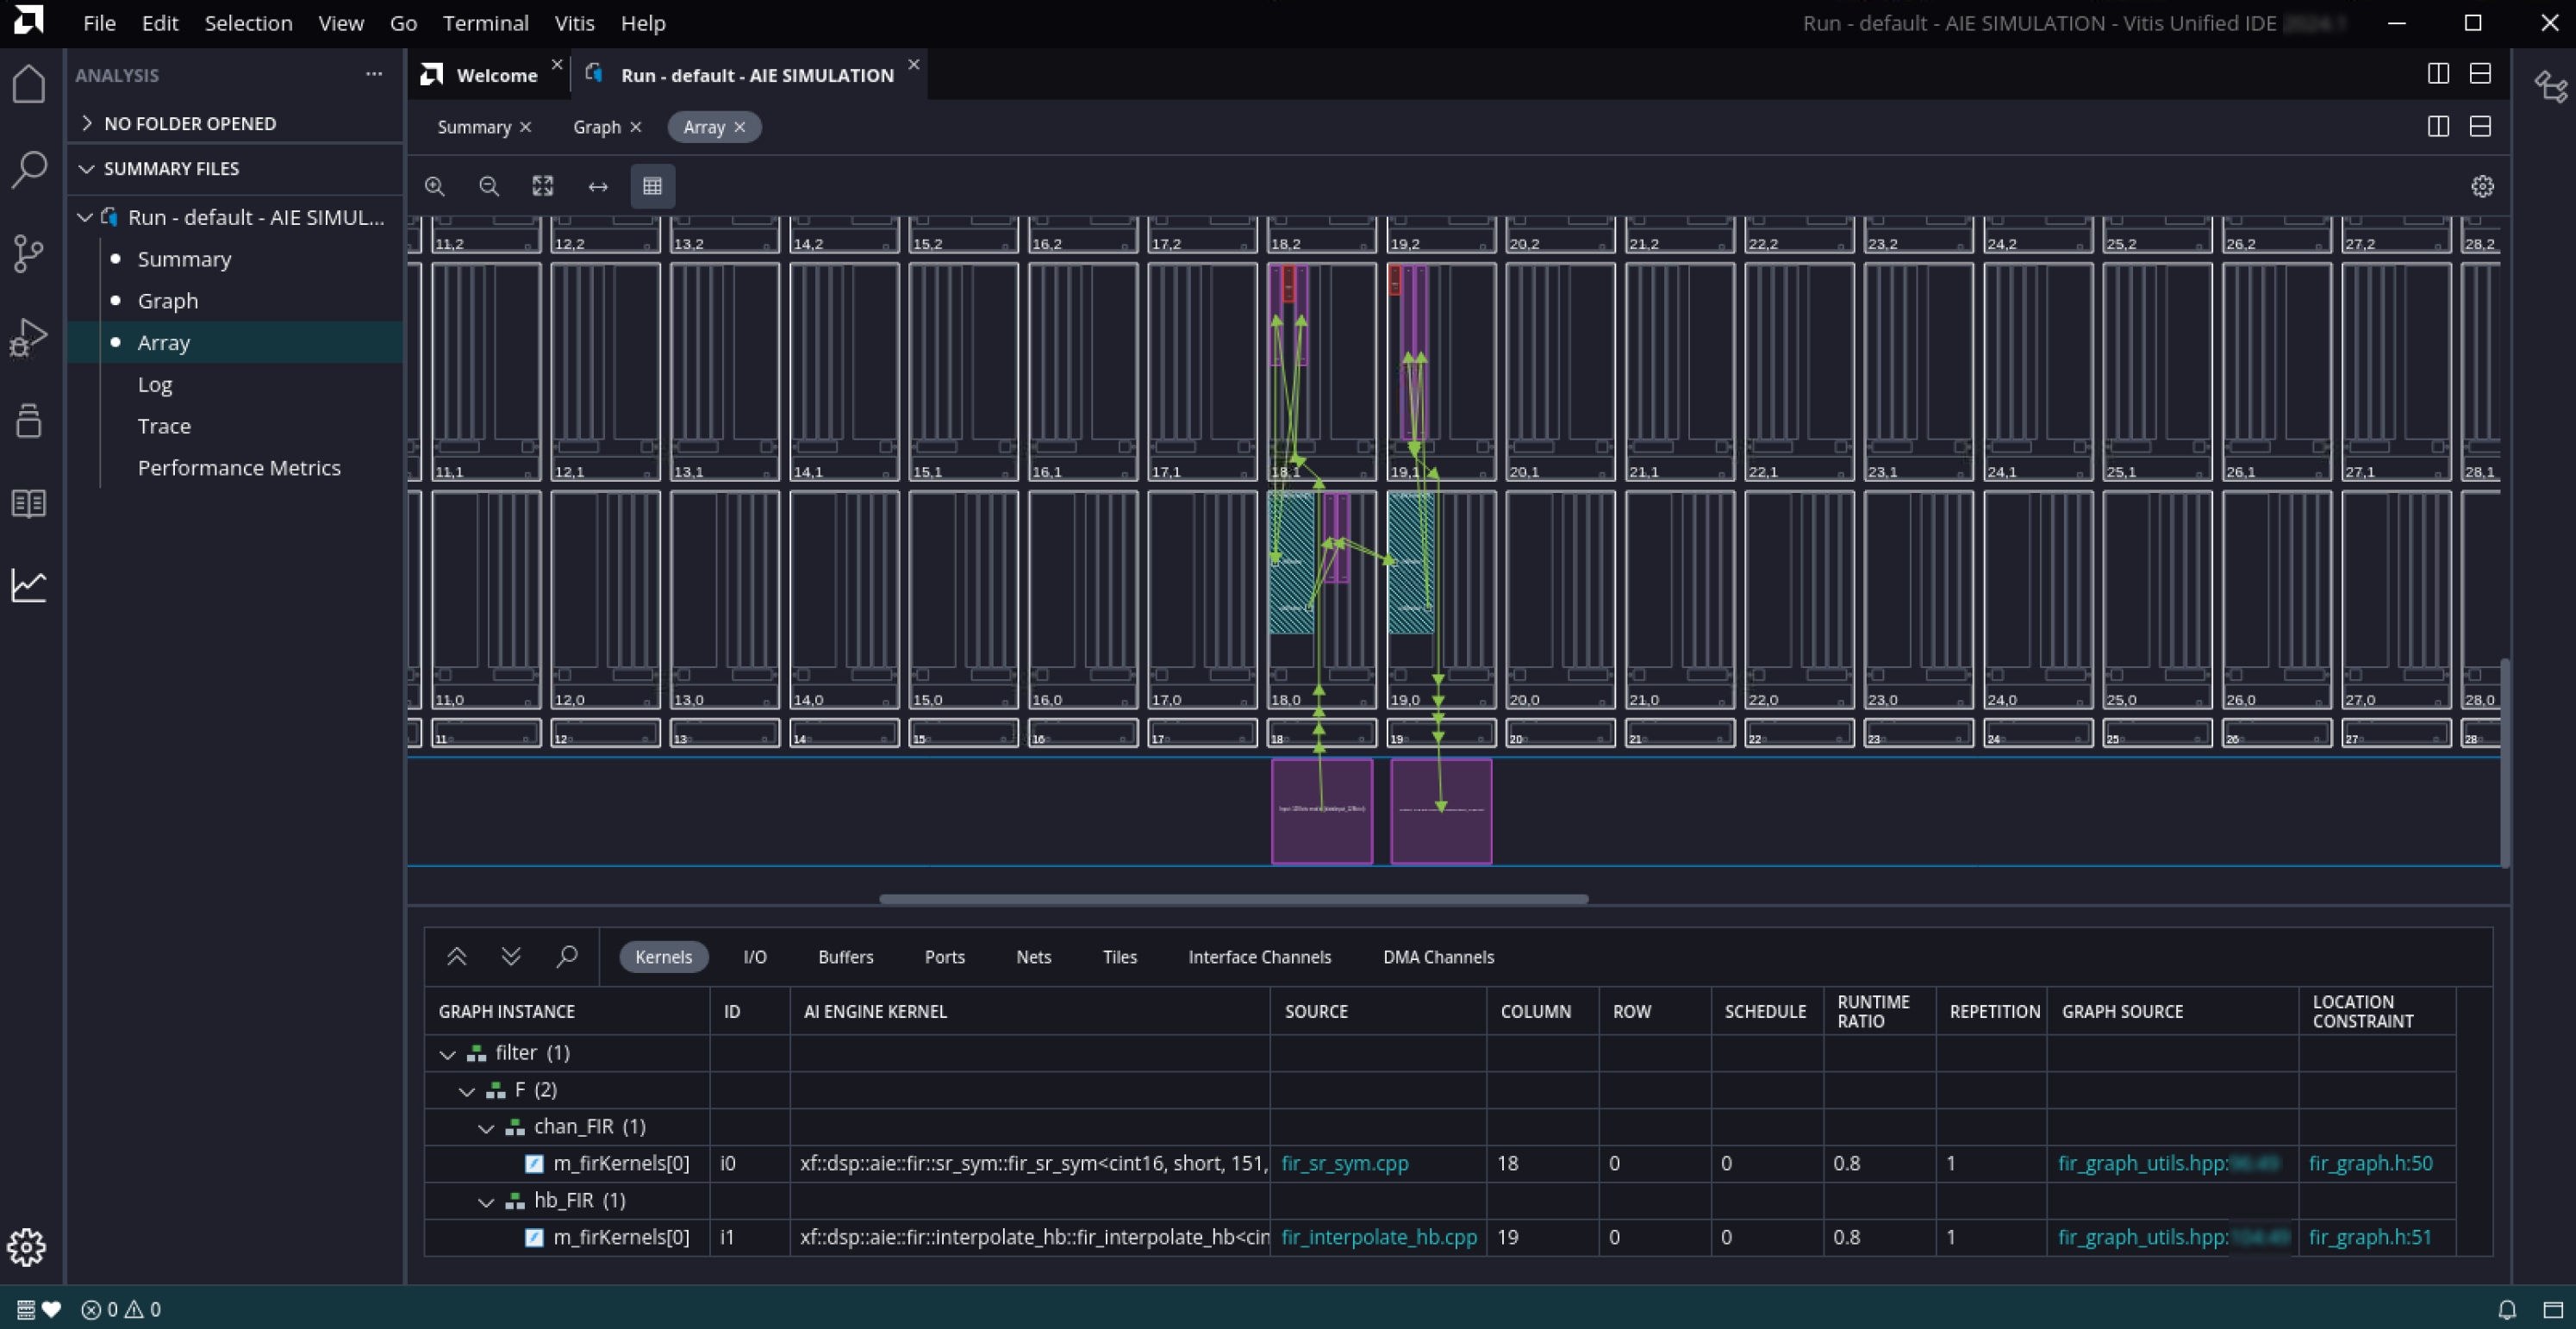 File Edit Selection View Go Terminal Vitis Help Run - default - AIE SIMULATION - Vitis Unified IDE
ANALYSIS
NO FOLDER OPENED
SUMMARY FILES
Run - default - AIE SIMUL...
Summary
Graph
Array
Log
Trace
Performance Metrics
Welcome Run - default - AIE SIMULATION
Summary Graph Array
11,2 12,2 13,2 14,2 15,2 16,2 17,2 18,2 19,2 20,2 21,2 22,2 23,2 24,2 25,2 26,2 27,2 28,2
11,1 12,1 13,1 14,1 15,1 16,1 17,1 18,1 19,1 20,1 21,1 22,1 23,1 24,1 25,1 26,1 27,1 28,1
11,0 12,0 13,0 14,0 15,0 16,0 17,0 18,0 19,0 20,0 21,0 22,0 23,0 24,0 25,0 26,0 27,0 28,0
11 12 13 14 15 16 17 18 19 20 21 22 23 24 25 26 27 28
Kernels I/O Buffers Ports Nets Tiles Interface Channels DMA Channels
GRAPH INSTANCE ID AI ENGINE KERNEL SOURCE COLUMN ROW SCHEDULE RUNTIME RATIO REPETITION GRAPH SOURCE LOCATION CONSTRAINT
filter (1)
F (2)
chan_FIR (1)
m_firKernels[0] i0 xf::dsp::aie::fir::sr_sym::fir_sr_sym<cint16, short, 151, fir_sr_sym.cpp 18 0 0 0.8 1 fir_graph_utils.hpp: fir_graph.h:50
hb_FIR (1)
m_firKernels[0] i1 xf::dsp::aie::fir::interpolate_hb::fir_interpolate_hb<cin fir_interpolate_hb.cpp 19 0 0 0.8 1 fir_graph_utils.hpp: fir_graph.h:51
0 0